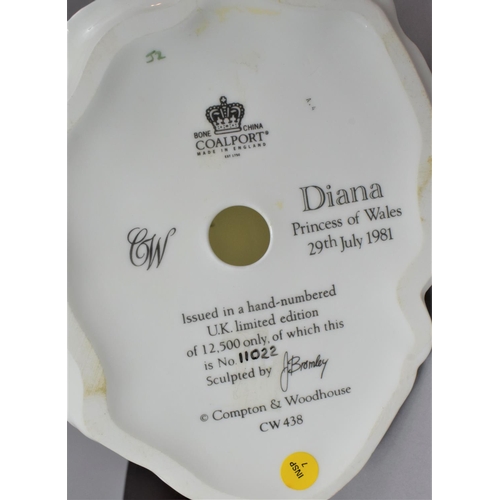 52
BONE CHINA
COALPORT®
MADE IN ENGLAND
EST 1750
Diana
Princess of Wales
29th July 1981
CW
Issued in a hand-numbered
U.K. limited edition
of 12,500 only, of which this
is No 11022
Sculpted by J Bromley
© Compton & Woodhouse
CW 438
INSP
7